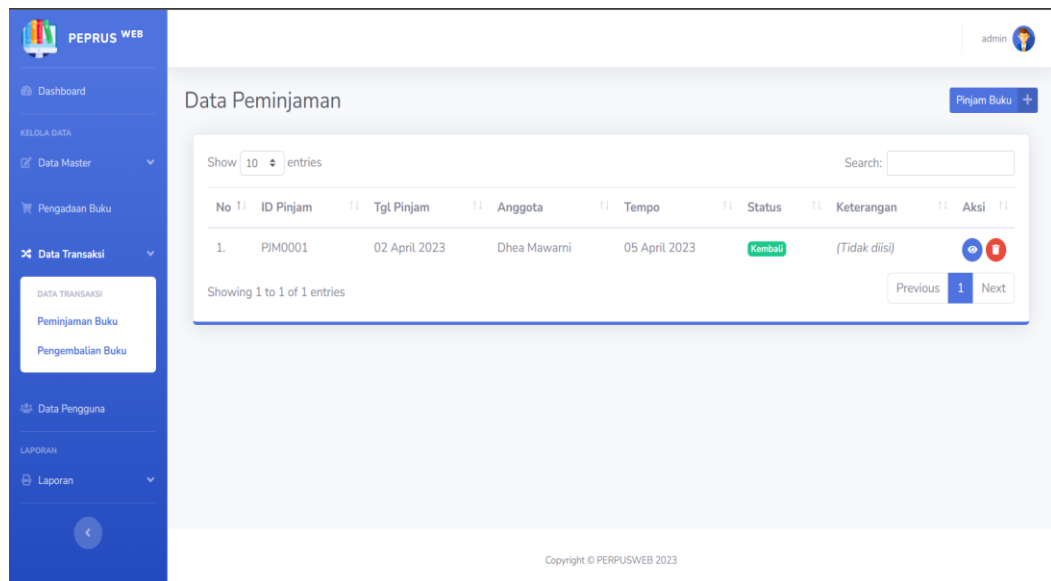 PEPRUS WEB
admin
Dashboard
KELOLA DATA
Data Master
Pengadaan Buku
Data Transaksi
DATA TRANSAKSI
Peminjaman Buku
Pengembalian Buku
Data Pengguna
LAPORAN
Laporan
Data Peminjaman
Pinjam Buku +
Show 10 entries
Search:
No ID Pinjam Tgl Pinjam Anggota Tempo Status Keterangan Aksi
1. PJM0001 02 April 2023 Dhea Mawarni 05 April 2023 Kembali (Tidak diisi)
Showing 1 to 1 of 1 entries
Previous 1 Next
Copyright © PERPUSWEB 2023